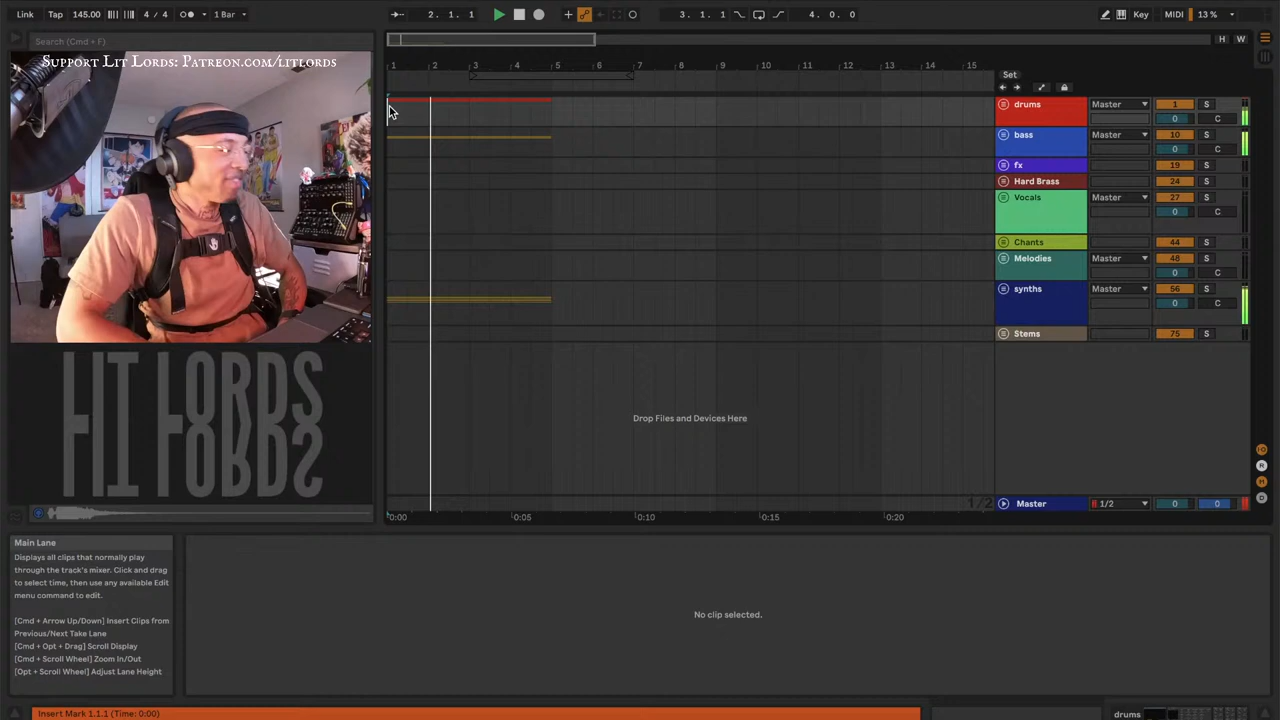 Link Tap 145.00 4 / 4 1 Bar 2. 1. 1 3. 1. 1 4. 0. 0 Key MIDI 13 %
Search (Cmd + F)
Support Lit Lords: Patreon.com/litlords
H W
1 2 3 4 5 6 7 8 9 10 11 12 13 14 15
Set
drums Master 1 S
0 C
bass Master 10 S
0 C
fx 19 S
Hard Brass 24 S
Vocals Master 27 S
0 C
Chants 44 S
Melodies Master 48 S
0 C
synths Master 56 S
0 C
Stems 75 S
LIT LORDS
Drop Files and Devices Here
1/2
Master 1/2 0 0
0:00 0:05 0:10 0:15 0:20
Main Lane
Displays all clips that normally play
through the track's mixer. Click and drag
to select time, then use any available Edit
menu command to edit.
[Cmd + Arrow Up/Down] Insert Clips from
Previous/Next Take Lane
[Cmd + Opt + Drag] Scroll Display
[Cmd + Scroll Wheel] Zoom In/Out
[Opt + Scroll Wheel] Adjust Lane Height
No clip selected.
Insert Mark 1.1.1 (Time: 0:00)
drums